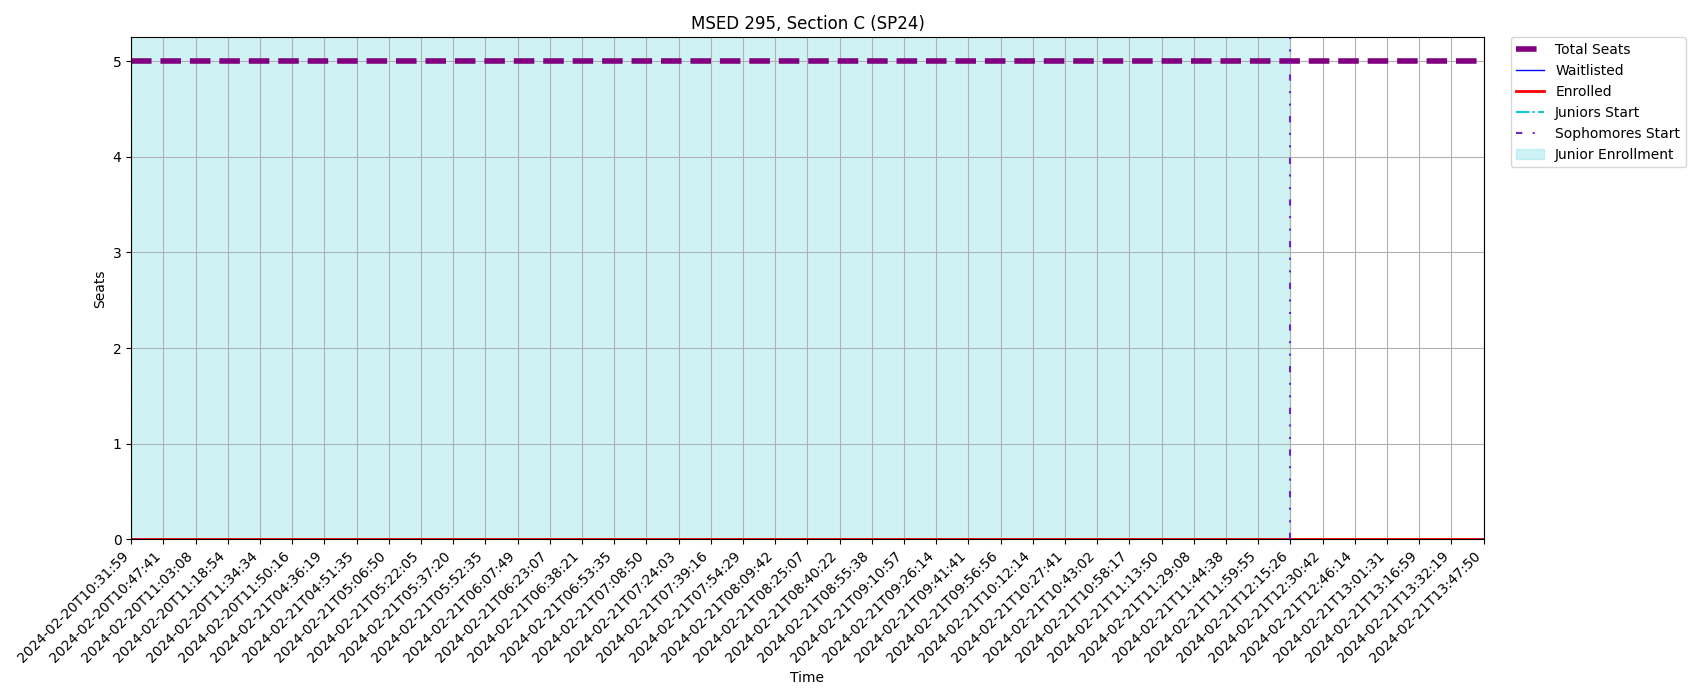 MSED 295, Section C (SP24)
Total Seats
Waitlisted
Enrolled
Juniors Start
Sophomores Start
Junior Enrollment
Seats
5
4
3
2
1
0
2024-02-20T10:31:59
2024-02-20T10:47:41
2024-02-20T11:03:08
2024-02-20T11:18:54
2024-02-20T11:34:34
2024-02-20T11:50:16
2024-02-21T04:36:19
2024-02-21T04:51:35
2024-02-21T05:06:50
2024-02-21T05:22:05
2024-02-21T05:37:20
2024-02-21T05:52:35
2024-02-21T06:07:49
2024-02-21T06:23:07
2024-02-21T06:38:21
2024-02-21T06:53:35
2024-02-21T07:08:50
2024-02-21T07:24:03
2024-02-21T07:39:16
2024-02-21T07:54:29
2024-02-21T08:09:42
2024-02-21T08:25:07
2024-02-21T08:40:22
2024-02-21T08:55:38
2024-02-21T09:10:57
2024-02-21T09:26:14
2024-02-21T09:41:41
2024-02-21T09:56:56
2024-02-21T10:12:14
2024-02-21T10:27:41
2024-02-21T10:43:02
2024-02-21T10:58:17
2024-02-21T11:13:50
2024-02-21T11:29:08
2024-02-21T11:44:38
2024-02-21T11:59:55
2024-02-21T12:15:26
2024-02-21T12:30:42
2024-02-21T12:46:14
2024-02-21T13:01:31
2024-02-21T13:16:59
2024-02-21T13:32:19
2024-02-21T13:47:50
Time